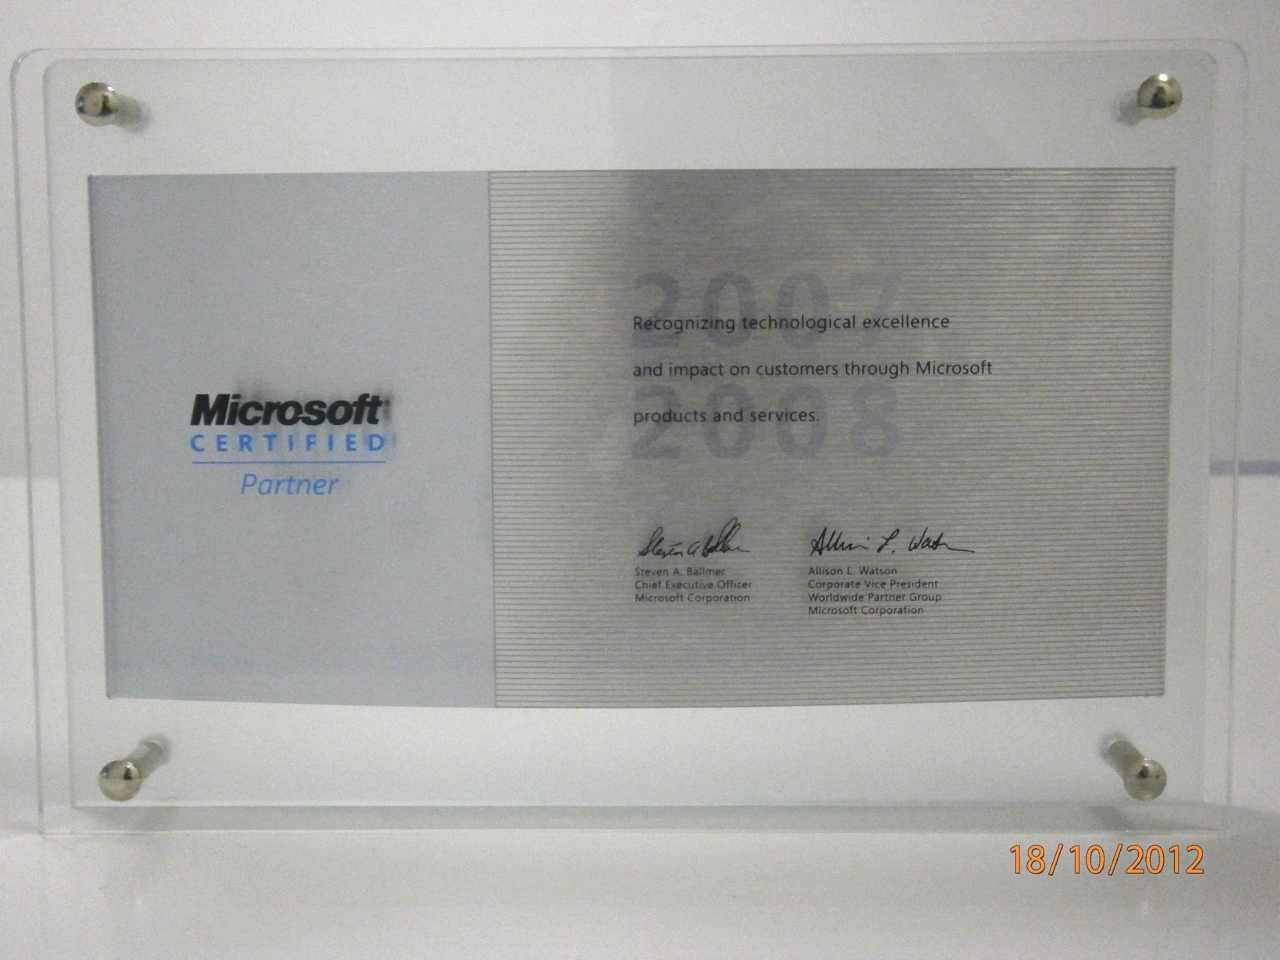 Microsoft
CERTIFIED
Partner
2007
Recognizing technological excellence
and impact on customers through Microsoft
2008
products and services.
Steven A. Ballmer
Chief Executive Officer
Microsoft Corporation
Allison L. Watson
Corporate Vice President
Worldwide Partner Group
Microsoft Corporation
18/10/2012